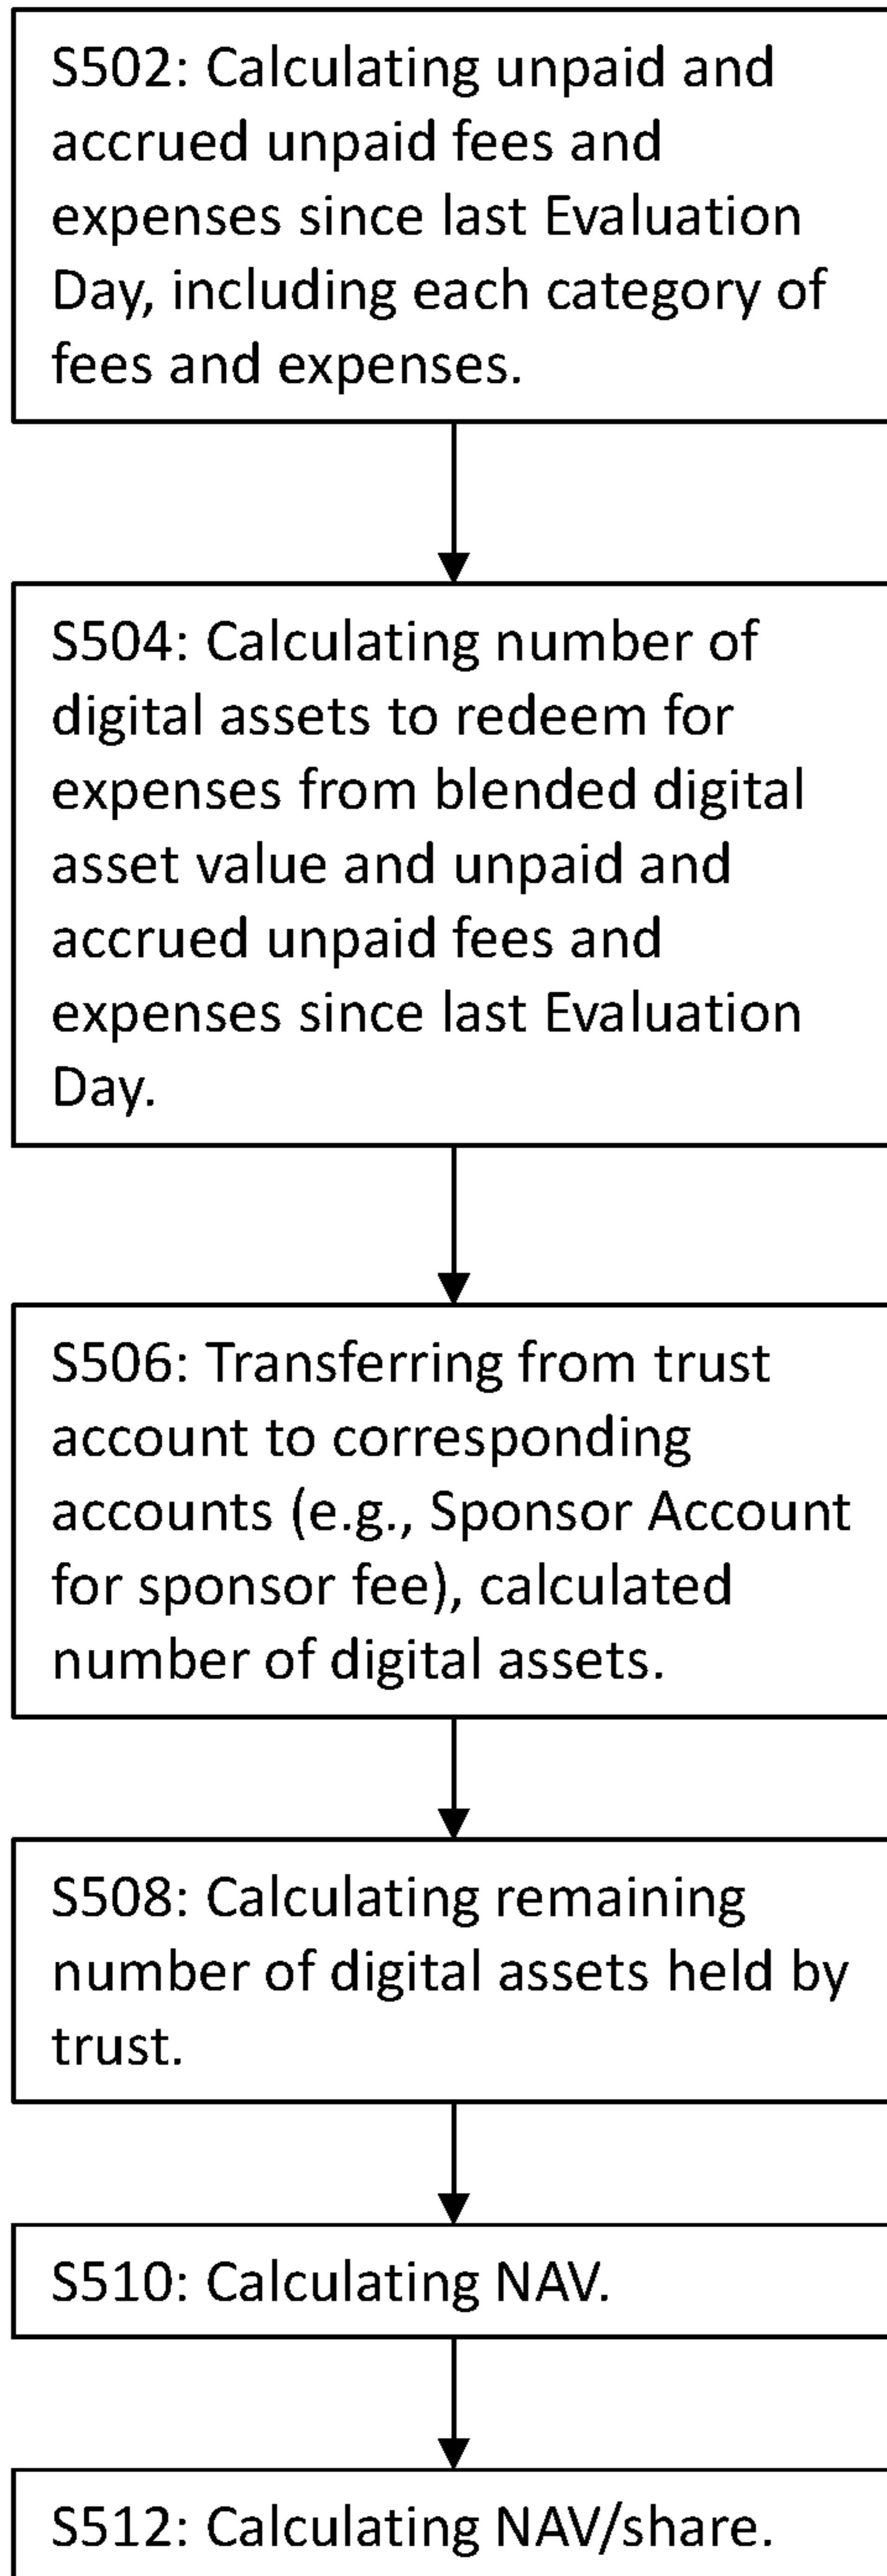 S502: Calculating unpaid and
accrued unpaid fees and
expenses since last Evaluation
Day, including each category of
fees and expenses.
S504: Calculating number of
digital assets to redeem for
expenses from blended digital
asset value and unpaid and
accrued unpaid fees and
expenses since last Evaluation
Day.
S506: Transferring from trust
account to corresponding
accounts (e.g., Sponsor Account
for sponsor fee), calculated
number of digital assets.
S508: Calculating remaining
number of digital assets held by
trust.
S510: Calculating NAV.
S512: Calculating NAV/share.